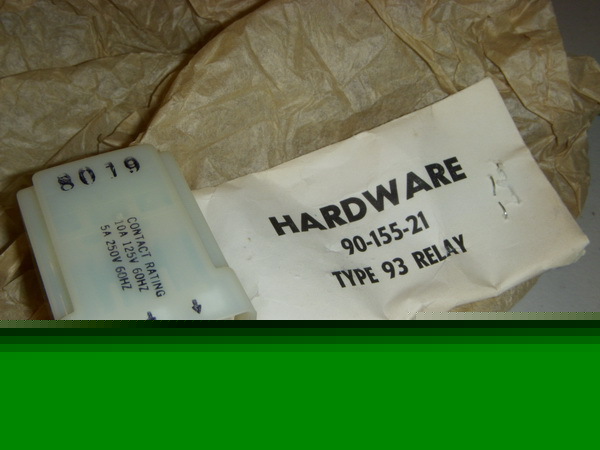 8019
CONTACT RATING
10A 125V 60HZ
5A 250V 60HZ
HARDWARE
90-155-21
TYPE 93 RELAY